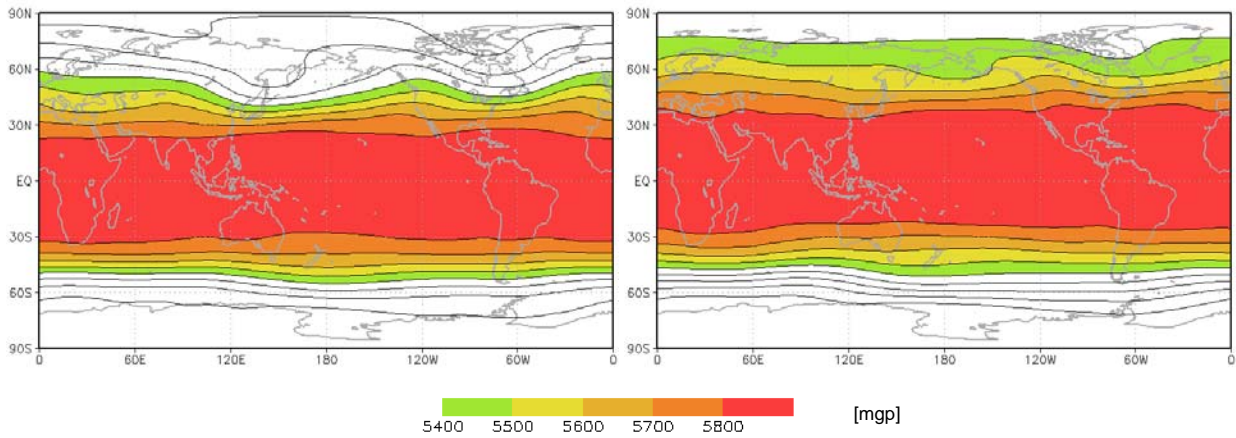 90N 90N
60N 60N
30N 30N
EQ EQ
30S 30S
60S 60S
90S 90S
0 60E 120E 180 120W 60W 0 0 60E 120E 180 120W 60W 0
5400 5500 5600 5700 5800 [mgp]